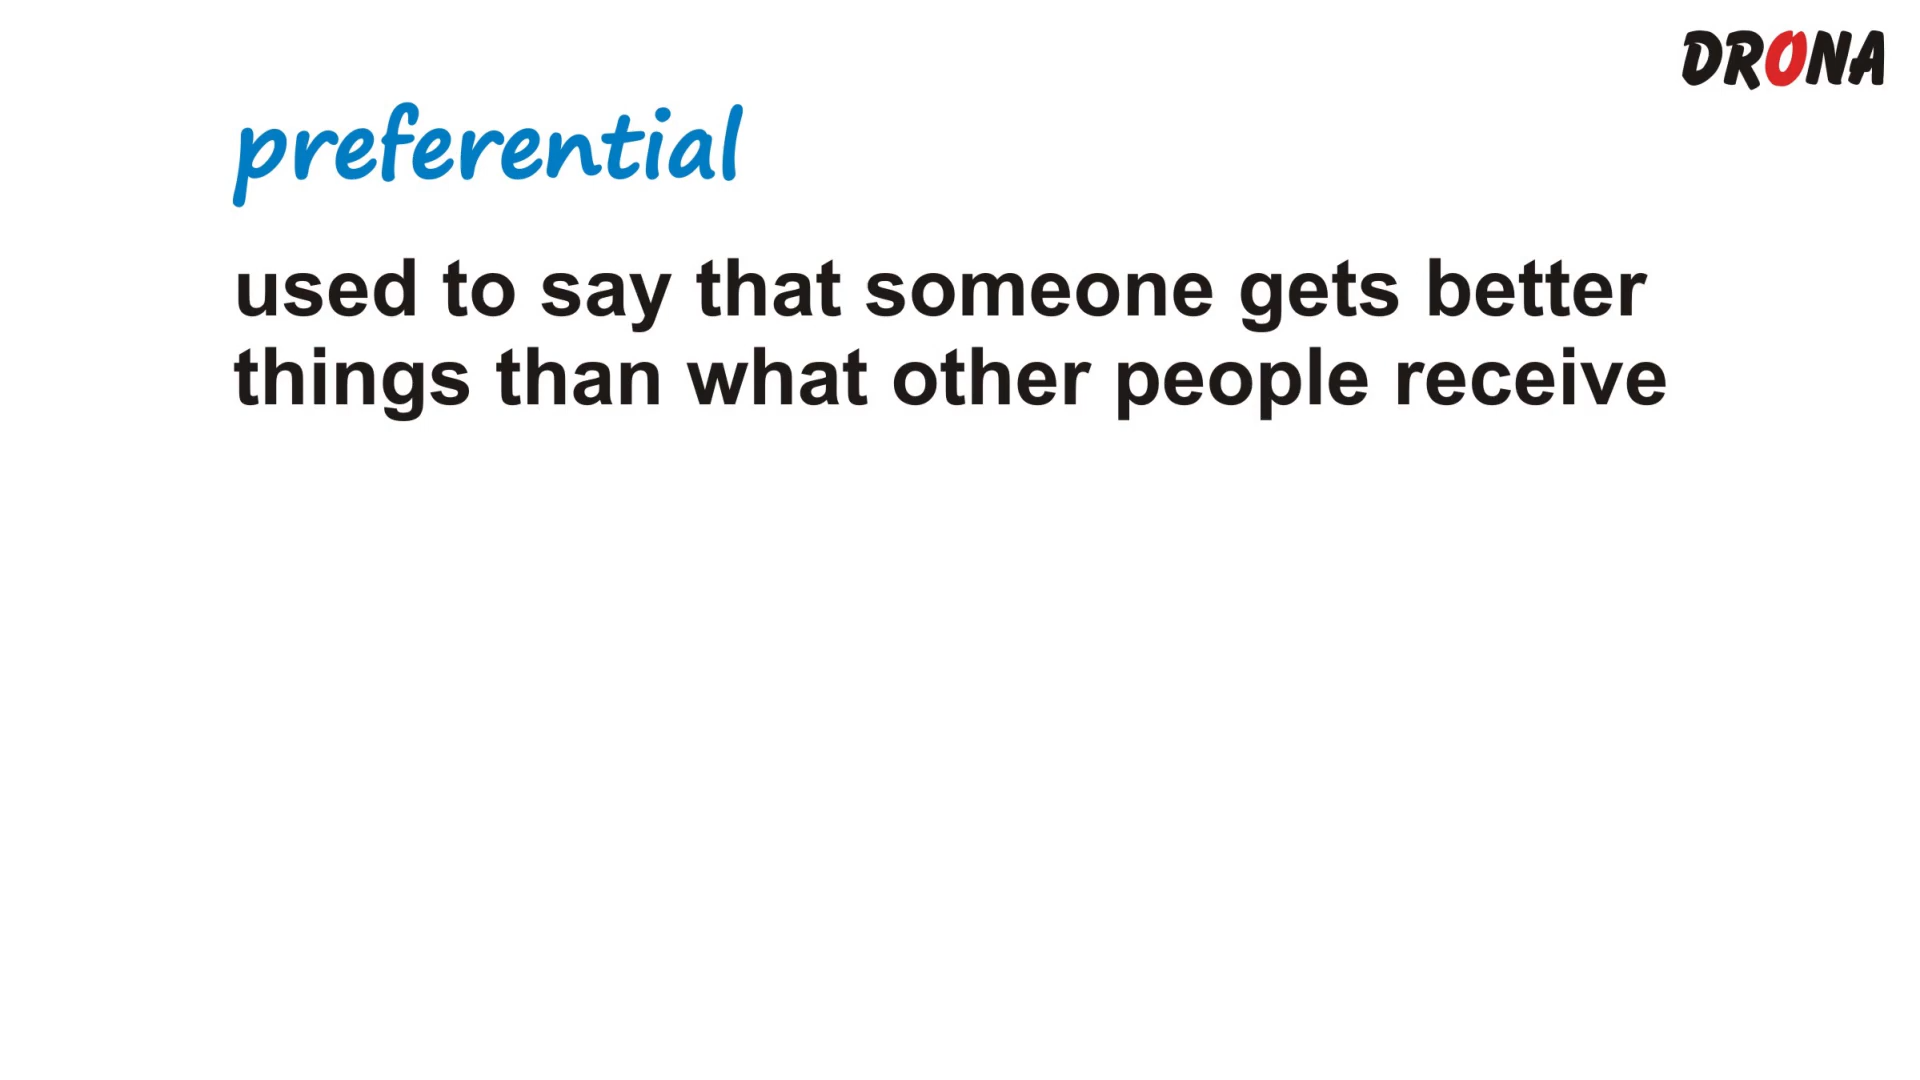 DRONA
preferential
used to say that someone gets better
things than what other people receive